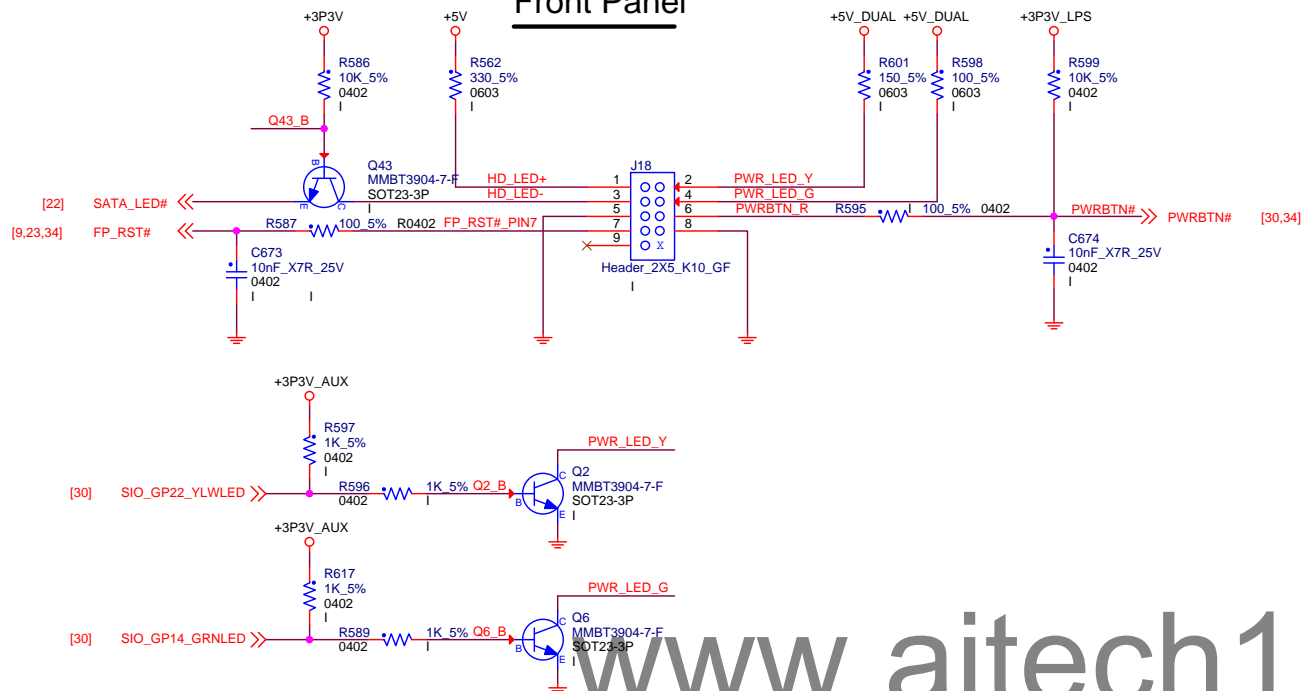 Front Panel
+3P3V
+5V
+5V_DUAL
+5V_DUAL
+3P3V_LPS
R586
10K_5%
0402
I
R562
330_5%
0603
I
R601
150_5%
0603
I
R598
100_5%
0603
I
R599
10K_5%
0402
I
Q43_B
B
E
C
Q43
MMBT3904-7-F
SOT23-3P
I
J18
HD_LED+
1
2
PWR_LED_Y
HD_LED-
3
4
PWR_LED_G
5
6
PWRBTN_R
7
8
9
X
Header_2X5_K10_GF
I
[22]
SATA_LED#
[9,23,34]
FP_RST#
R587
100_5%
R0402
FP_RST#_PIN7
R595
I
100_5%
0402
PWRBTN#
PWRBTN#
[30,34]
C673
10nF_X7R_25V
0402
I
I
C674
10nF_X7R_25V
0402
I
+3P3V_AUX
R597
1K_5%
0402
I
PWR_LED_Y
[30]
SIO_GP22_YLWLED
R596
0402
1K_5%
I
Q2_B
B
C
E
Q2
MMBT3904-7-F
SOT23-3P
I
+3P3V_AUX
R617
1K_5%
0402
I
PWR_LED_G
[30]
SIO_GP14_GRNLED
R589
0402
1K_5%
I
Q6_B
B
C
E
Q6
MMBT3904-7-F
SOT23-3P
I
www.aitech1